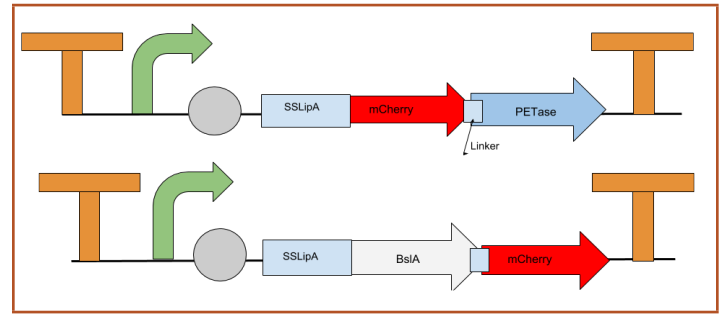 SSLipA
mCherry
PETase
Linker
SSLipA
BslA
mCherry